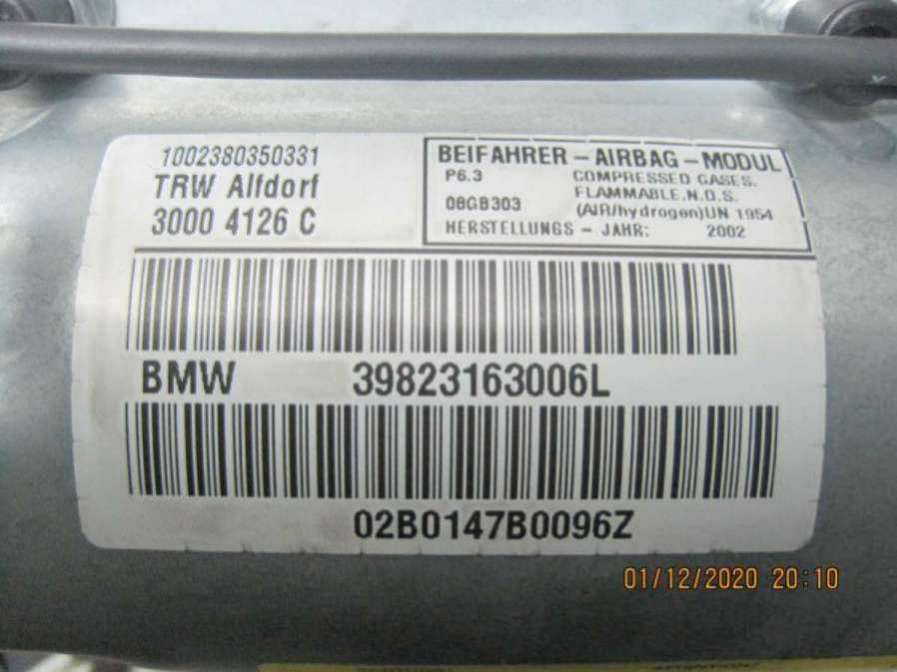 1002380350331
TRW Alfdorf
3000 4126 C
BEIFAHRER - AIRBAG - MODUL
P6.3 COMPRESSED GASES.
FLAMMABLE.N.O.S.
08GB303 (AIR/hydrogen)UN 1954
HERSTELLUNGS - JAHR: 2002
BMW 39823163006L
02B0147B0096Z
01/12/2020 20:10